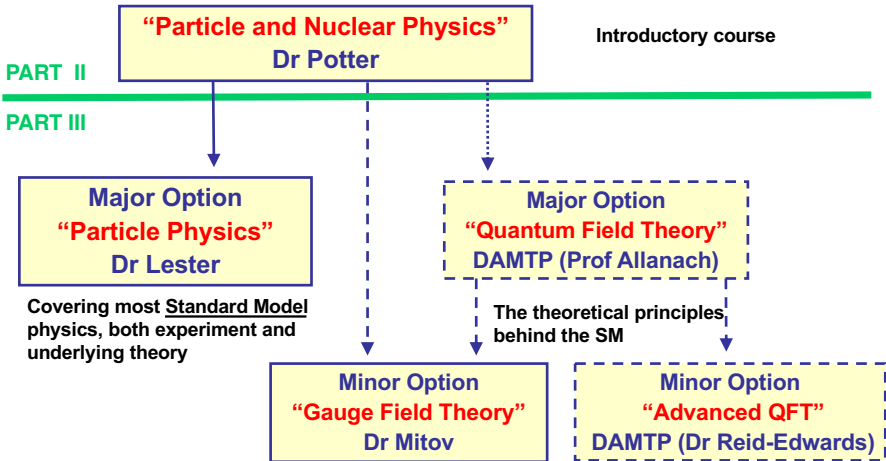 “Particle and Nuclear Physics”
Dr Potter
Introductory course
PART II
PART III
Major Option
“Particle Physics”
Dr Lester
Major Option
“Quantum Field Theory”
DAMTP (Prof Allanach)
Covering most Standard Model
physics, both experiment and
underlying theory
The theoretical principles
behind the SM
Minor Option
“Gauge Field Theory”
Dr Mitov
Minor Option
“Advanced QFT”
DAMTP (Dr Reid-Edwards)